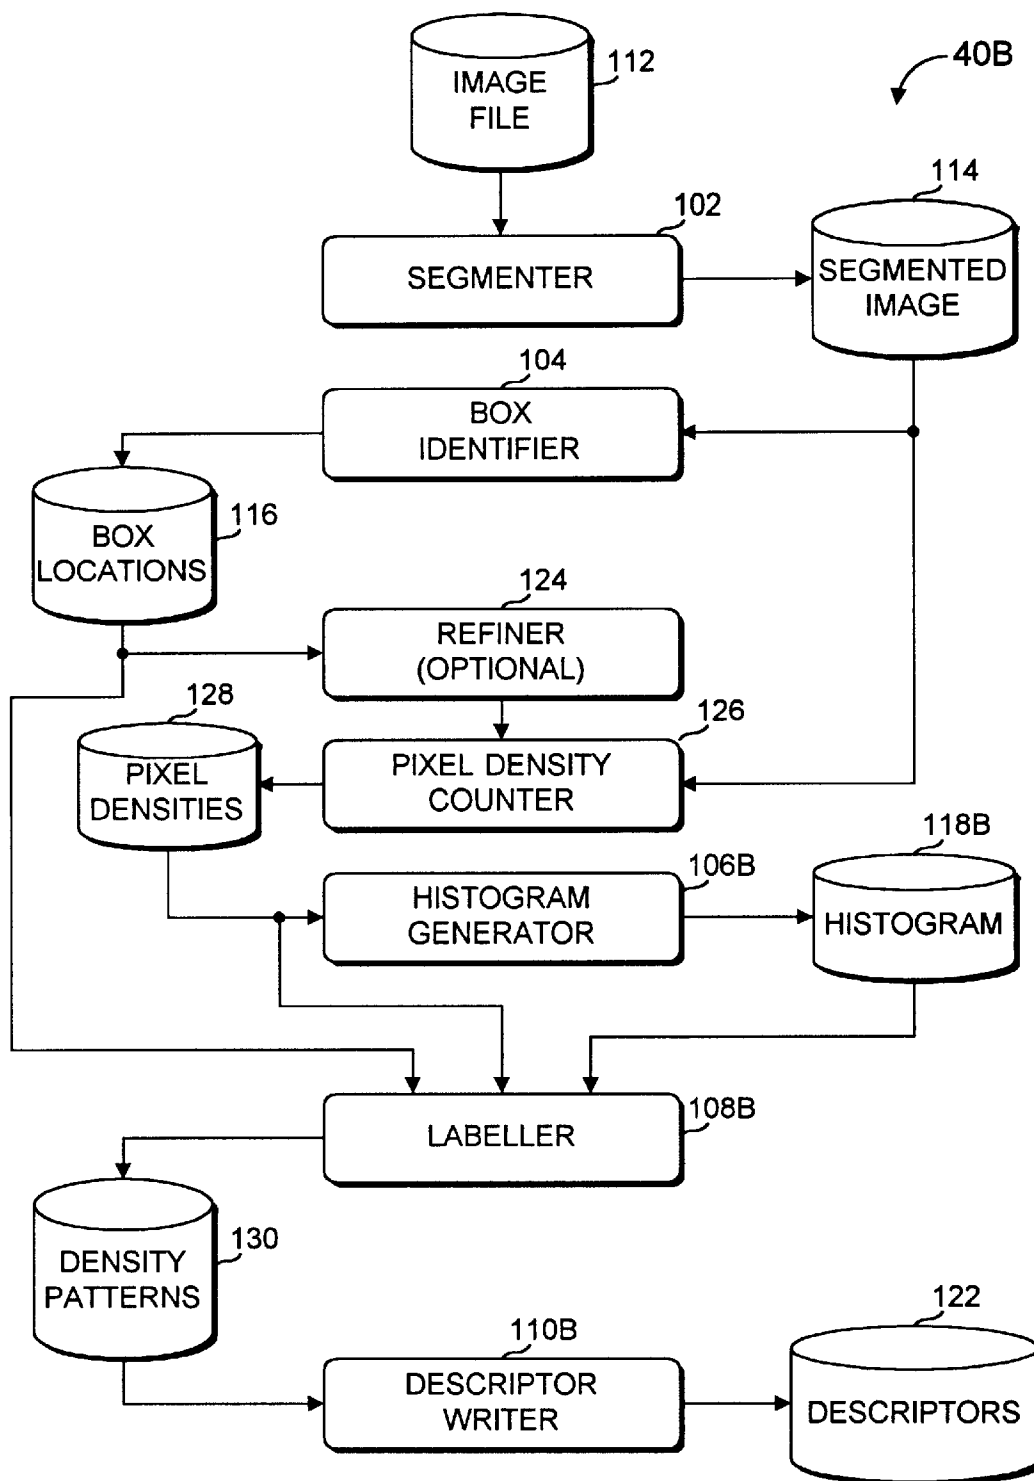 40B
112
IMAGE
FILE
102
SEGMENTER
114
SEGMENTED
IMAGE
104
BOX
IDENTIFIER
116
BOX
LOCATIONS
124
REFINER
(OPTIONAL)
128
PIXEL
DENSITIES
126
PIXEL DENSITY
COUNTER
106B
HISTOGRAM
GENERATOR
118B
HISTOGRAM
108B
LABELLER
130
DENSITY
PATTERNS
110B
DESCRIPTOR
WRITER
122
DESCRIPTORS